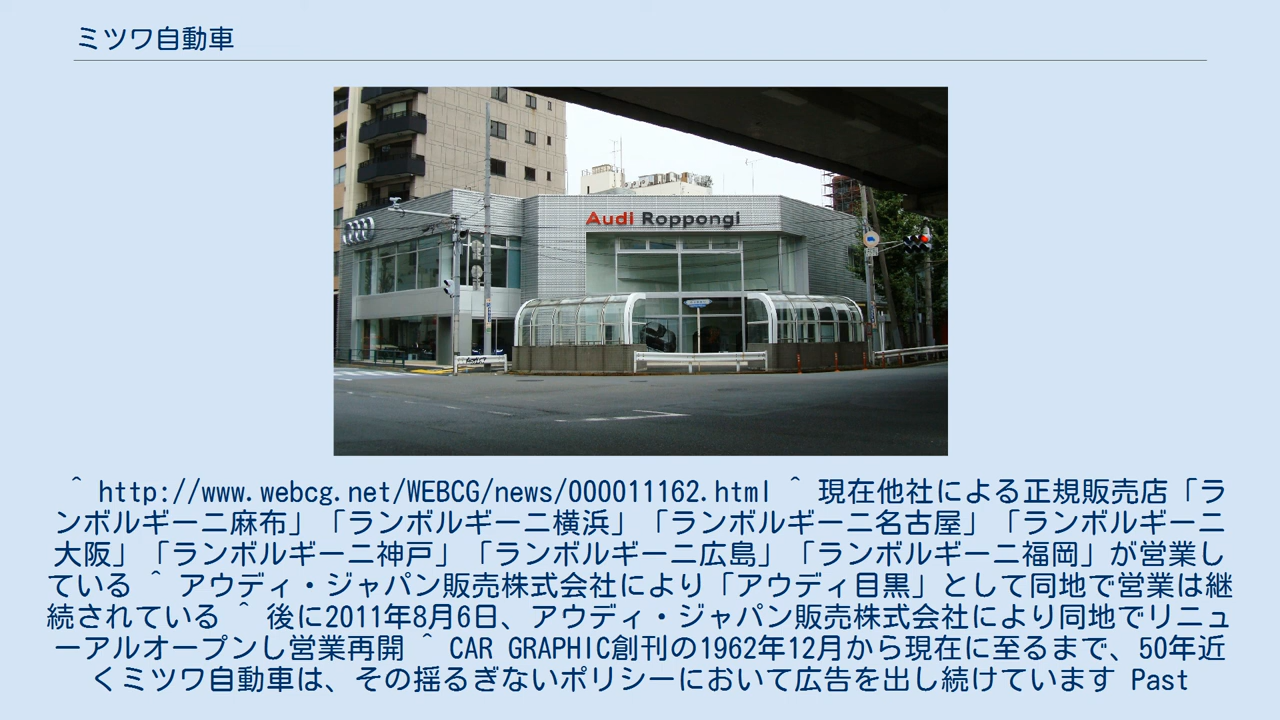 ミツワ自動車
Audi Roppongi
^ http://www.webcg.net/WEBCG/news/000011162.html ^ 現在他社による正規販売店「ラ
ンボルギーニ麻布」「ランボルギーニ横浜」「ランボルギーニ名古屋」「ランボルギーニ
大阪」「ランボルギーニ神戸」「ランボルギーニ広島」「ランボルギーニ福岡」が営業し
ている ^ アウディ・ジャパン販売株式会社により「アウディ目黒」として同地で営業は継
続されている ^ 後に2011年8月6日、アウディ・ジャパン販売株式会社により同地でリニュ
ーアルオープンし営業再開 ^ CAR GRAPHIC創刊の1962年12月から現在に至るまで、50年近
くミツワ自動車は、その揺るぎないポリシーにおいて広告を出し続けています Past